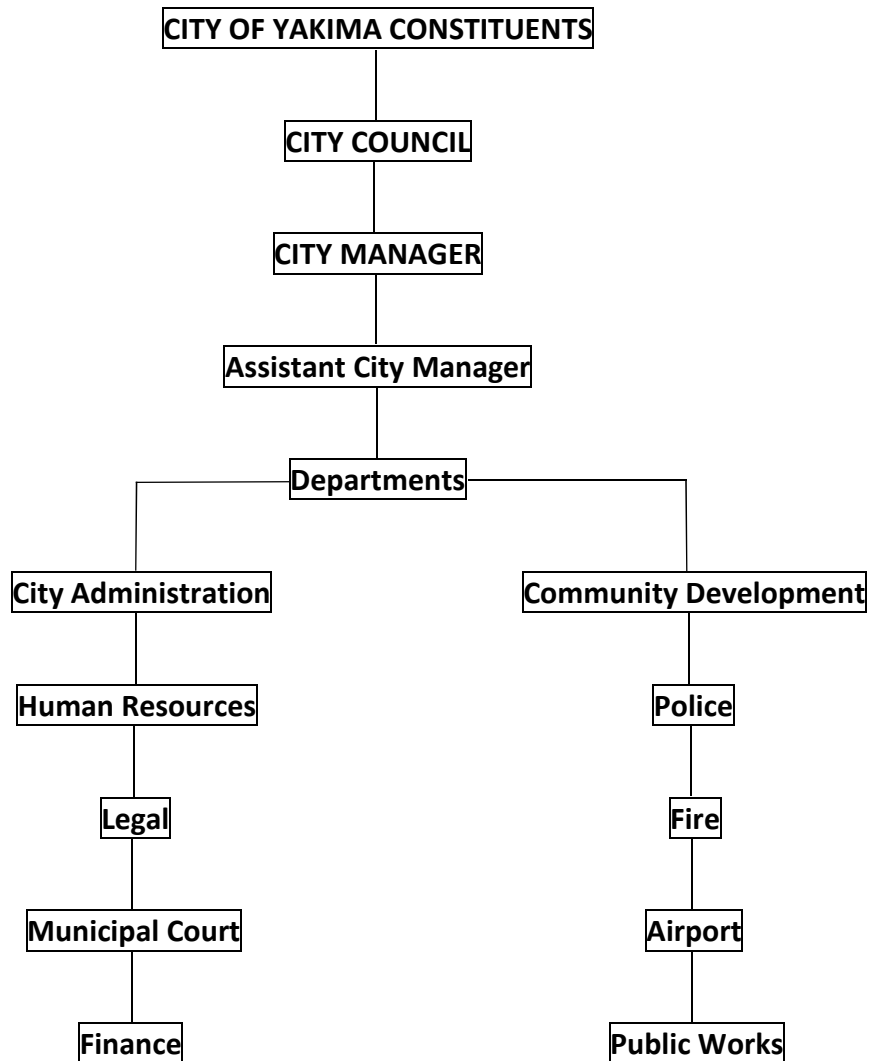 CITY OF YAKIMA CONSTITUENTS
CITY COUNCIL
CITY MANAGER
Assistant City Manager
Departments
City Administration
Community Development
Human Resources
Police
Legal
Fire
Municipal Court
Airport
Finance
Public Works